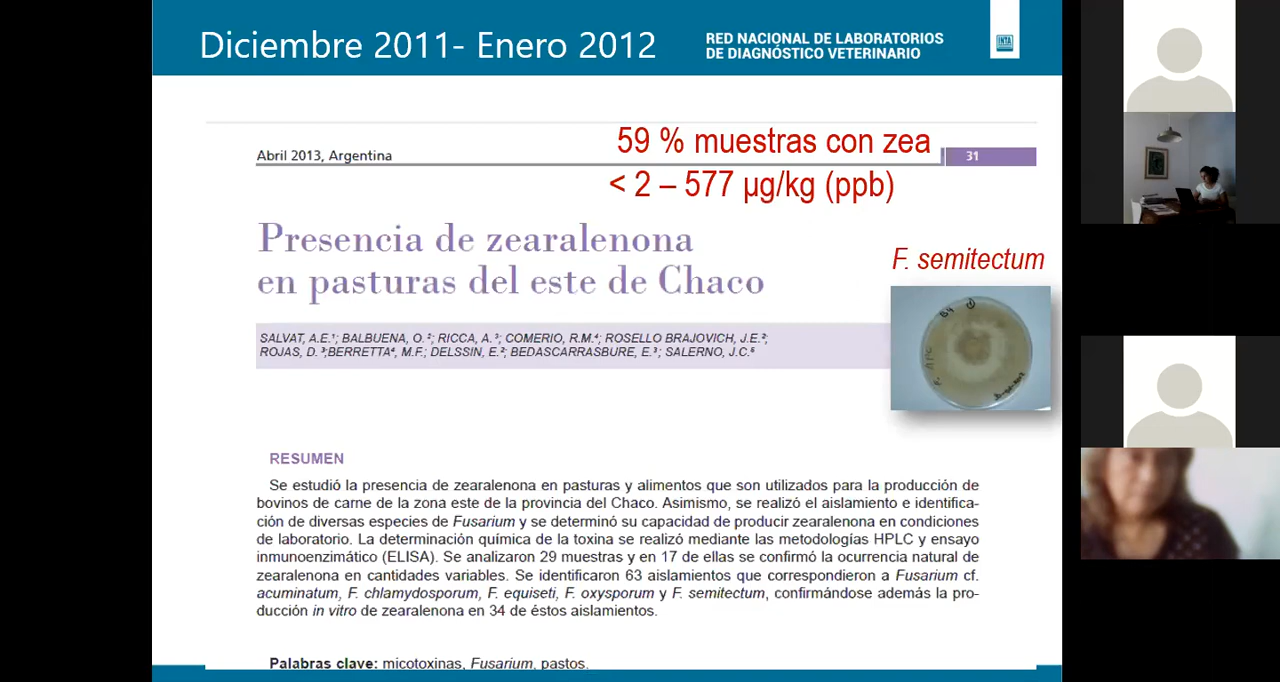 Diciembre 2011- Enero 2012
RED NACIONAL DE LABORATORIOS
DE DIAGNÓSTICO VETERINARIO
INTA
59 % muestras con zea
Abril 2013, Argentina
31
< 2 – 577 µg/kg (ppb)
Presencia de zearalenona
en pasturas del este de Chaco
F. semitectum
SALVAT, A.E.¹; BALBUENA, O.²; RICCA, A.³; COMERIO, R.M.⁴; ROSELLO BRAJOVICH, J.E.²;
ROJAS, D.³;BERRETTA⁴, M.F.; DELSSIN, E.²; BEDASCARRASBURE, E.³; SALERNO, J.C.⁶
RESUMEN
Se estudió la presencia de zearalenona en pasturas y alimentos que son utilizados para la producción de
bovinos de carne de la zona este de la provincia del Chaco. Asimismo, se realizó el aislamiento e identifica-
ción de diversas especies de Fusarium y se determinó su capacidad de producir zearalenona en condiciones
de laboratorio. La determinación química de la toxina se realizó mediante las metodologías HPLC y ensayo
inmunoenzimático (ELISA). Se analizaron 29 muestras y en 17 de ellas se confirmó la ocurrencia natural de
zearalenona en cantidades variables. Se identificaron 63 aislamientos que correspondieron a Fusarium cf.
acuminatum, F. chlamydosporum, F. equiseti, F. oxysporum y F. semitectum, confirmándose además la pro-
ducción in vitro de zearalenona en 34 de éstos aislamientos.
Palabras clave: micotoxinas, Fusarium, pastos.